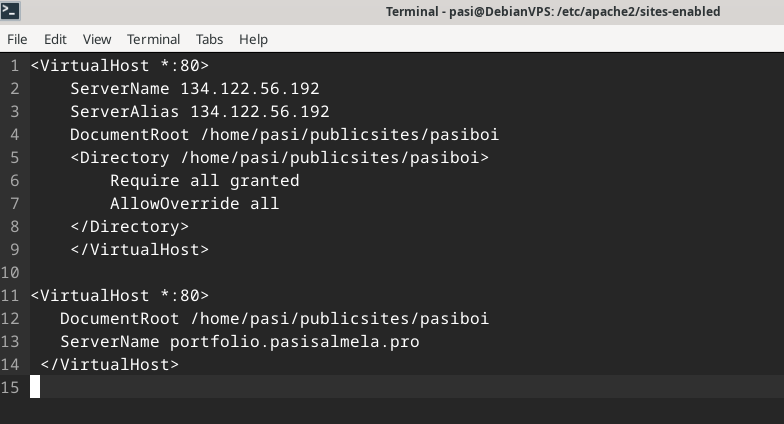 Terminal - pasi@DebianVPS: /etc/apache2/sites-enabled
File Edit View Terminal Tabs Help
1 <VirtualHost *:80>
2     ServerName 134.122.56.192
3     ServerAlias 134.122.56.192
4     DocumentRoot /home/pasi/publicsites/pasiboi
5     <Directory /home/pasi/publicsites/pasiboi>
6         Require all granted
7         AllowOverride all
8     </Directory>
9     </VirtualHost>
10
11 <VirtualHost *:80>
12    DocumentRoot /home/pasi/publicsites/pasiboi
13    ServerName portfolio.pasisalmela.pro
14  </VirtualHost>
15